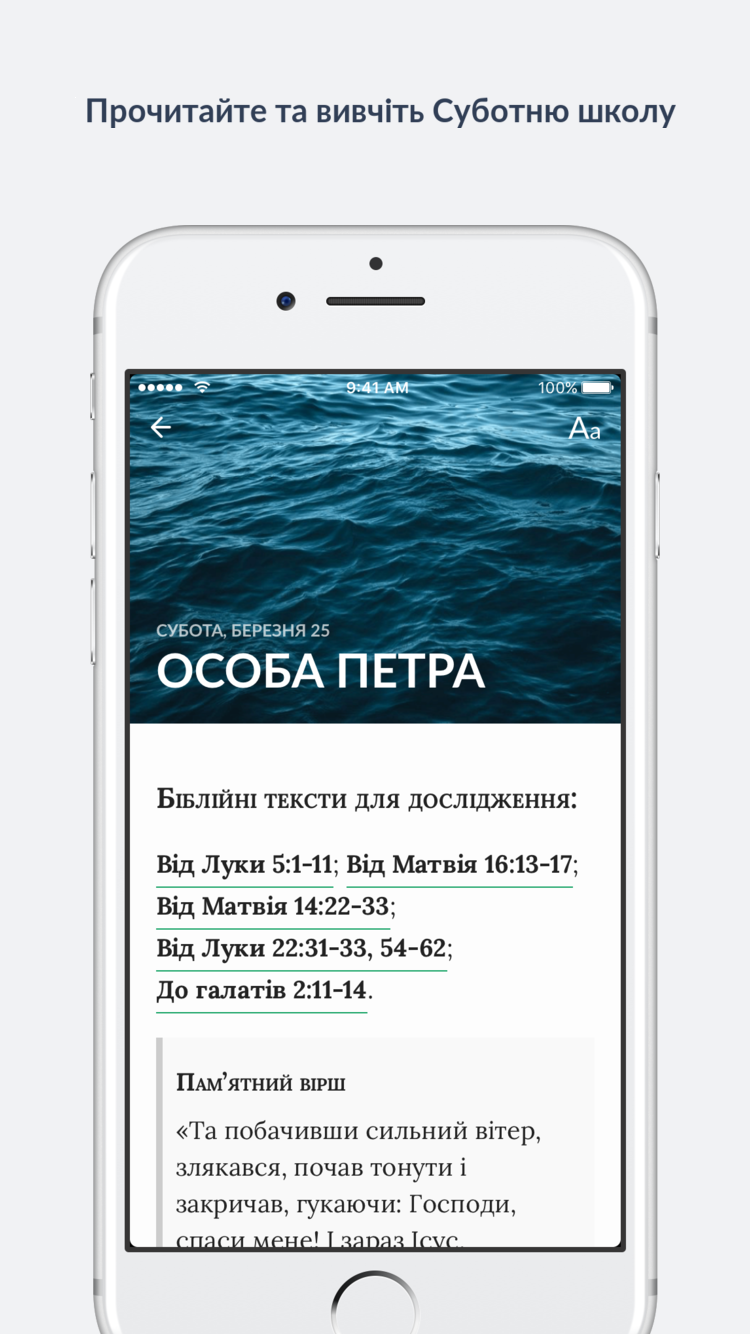 Прочитайте та вивчіть Суботню школу
9:41 AM
100%
Aa
СУБОТА, БЕРЕЗНЯ 25
ОСОБА ПЕТРА
Біблійні тексти для дослідження:
Від Луки 5:1–11; Від Матвія 16:13–17;
Від Матвія 14:22–33;
Від Луки 22:31–33, 54–62;
До галатів 2:11–14.
Пам’ятний вірш
«Та побачивши сильний вітер,
злякався, почав тонути і
закричав, гукаючи: Господи,
спаси мене! І зараз Ісус,